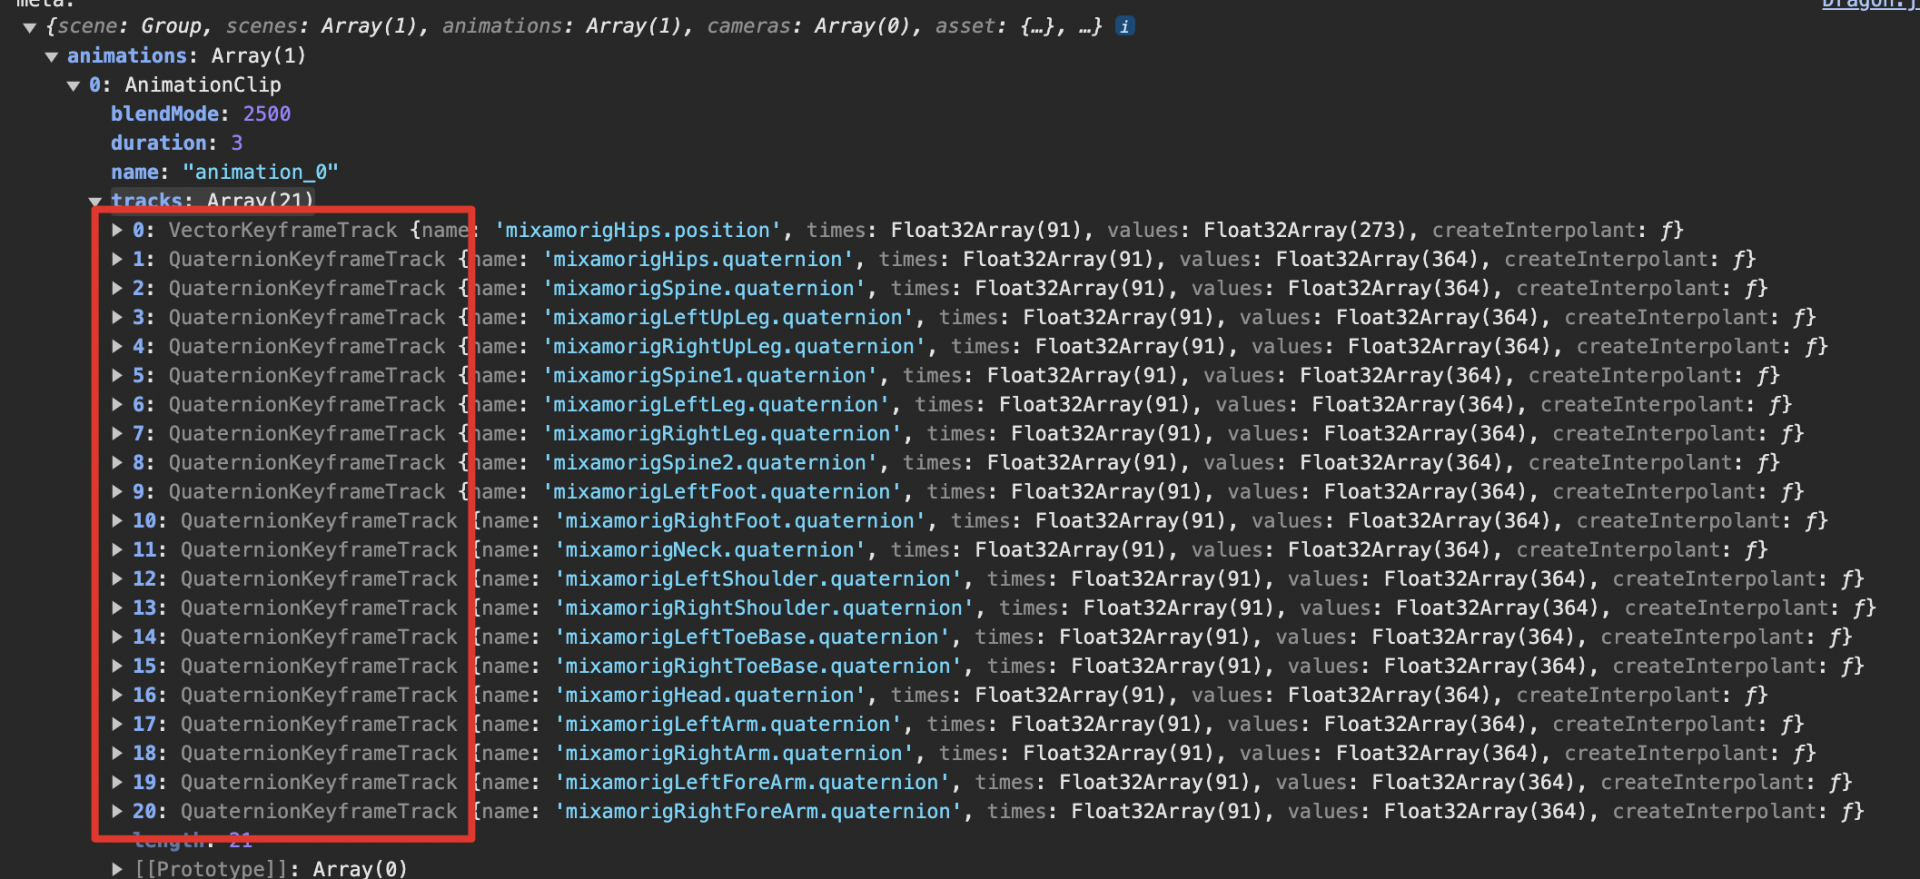 meta:
Dragon.j
▼ {scene: Group, scenes: Array(1), animations: Array(1), cameras: Array(0), asset: {…}, …} i
▼ animations: Array(1)
▼ 0: AnimationClip
blendMode: 2500
duration: 3
name: "animation_0"
▼ tracks: Array(21)
▶ 0: VectorKeyframeTrack {name: 'mixamorigHips.position', times: Float32Array(91), values: Float32Array(273), createInterpolant: ƒ}
▶ 1: QuaternionKeyframeTrack {name: 'mixamorigHips.quaternion', times: Float32Array(91), values: Float32Array(364), createInterpolant: ƒ}
▶ 2: QuaternionKeyframeTrack {name: 'mixamorigSpine.quaternion', times: Float32Array(91), values: Float32Array(364), createInterpolant: ƒ}
▶ 3: QuaternionKeyframeTrack {name: 'mixamorigLeftUpLeg.quaternion', times: Float32Array(91), values: Float32Array(364), createInterpolant: ƒ}
▶ 4: QuaternionKeyframeTrack {name: 'mixamorigRightUpLeg.quaternion', times: Float32Array(91), values: Float32Array(364), createInterpolant: ƒ}
▶ 5: QuaternionKeyframeTrack {name: 'mixamorigSpine1.quaternion', times: Float32Array(91), values: Float32Array(364), createInterpolant: ƒ}
▶ 6: QuaternionKeyframeTrack {name: 'mixamorigLeftLeg.quaternion', times: Float32Array(91), values: Float32Array(364), createInterpolant: ƒ}
▶ 7: QuaternionKeyframeTrack {name: 'mixamorigRightLeg.quaternion', times: Float32Array(91), values: Float32Array(364), createInterpolant: ƒ}
▶ 8: QuaternionKeyframeTrack {name: 'mixamorigSpine2.quaternion', times: Float32Array(91), values: Float32Array(364), createInterpolant: ƒ}
▶ 9: QuaternionKeyframeTrack {name: 'mixamorigLeftFoot.quaternion', times: Float32Array(91), values: Float32Array(364), createInterpolant: ƒ}
▶ 10: QuaternionKeyframeTrack {name: 'mixamorigRightFoot.quaternion', times: Float32Array(91), values: Float32Array(364), createInterpolant: ƒ}
▶ 11: QuaternionKeyframeTrack {name: 'mixamorigNeck.quaternion', times: Float32Array(91), values: Float32Array(364), createInterpolant: ƒ}
▶ 12: QuaternionKeyframeTrack {name: 'mixamorigLeftShoulder.quaternion', times: Float32Array(91), values: Float32Array(364), createInterpolant: ƒ}
▶ 13: QuaternionKeyframeTrack {name: 'mixamorigRightShoulder.quaternion', times: Float32Array(91), values: Float32Array(364), createInterpolant: ƒ}
▶ 14: QuaternionKeyframeTrack {name: 'mixamorigLeftToeBase.quaternion', times: Float32Array(91), values: Float32Array(364), createInterpolant: ƒ}
▶ 15: QuaternionKeyframeTrack {name: 'mixamorigRightToeBase.quaternion', times: Float32Array(91), values: Float32Array(364), createInterpolant: ƒ}
▶ 16: QuaternionKeyframeTrack {name: 'mixamorigHead.quaternion', times: Float32Array(91), values: Float32Array(364), createInterpolant: ƒ}
▶ 17: QuaternionKeyframeTrack {name: 'mixamorigLeftArm.quaternion', times: Float32Array(91), values: Float32Array(364), createInterpolant: ƒ}
▶ 18: QuaternionKeyframeTrack {name: 'mixamorigRightArm.quaternion', times: Float32Array(91), values: Float32Array(364), createInterpolant: ƒ}
▶ 19: QuaternionKeyframeTrack {name: 'mixamorigLeftForeArm.quaternion', times: Float32Array(91), values: Float32Array(364), createInterpolant: ƒ}
▶ 20: QuaternionKeyframeTrack {name: 'mixamorigRightForeArm.quaternion', times: Float32Array(91), values: Float32Array(364), createInterpolant: ƒ}
length: 21
▶ [[Prototype]]: Array(0)